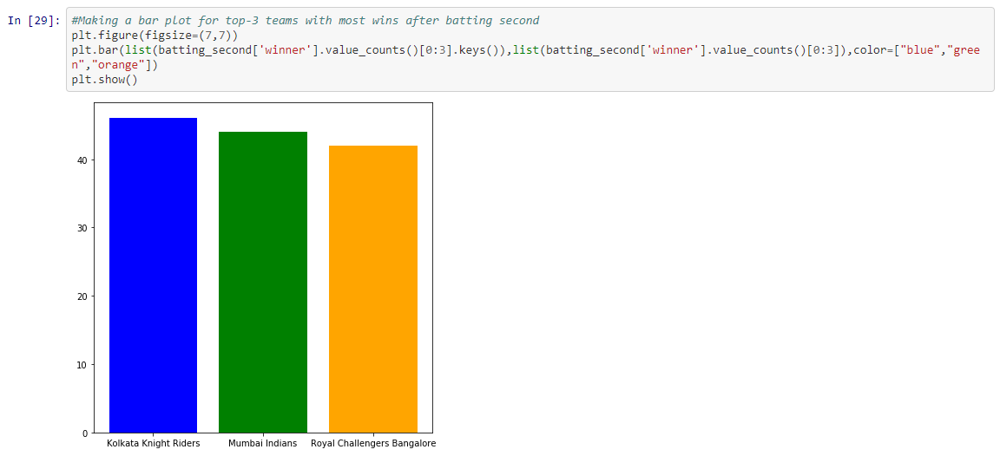 In [29]: #Making a bar plot for top-3 teams with most wins after batting second
plt.figure(figsize=(7,7))
plt.bar(list(batting_second['winner'].value_counts()[0:3].keys()),list(batting_second['winner'].value_counts()[0:3]),color=["blue","gree
n","orange"])
plt.show()
40
30
20
10
0
Kolkata Knight Riders Mumbai Indians Royal Challengers Bangalore